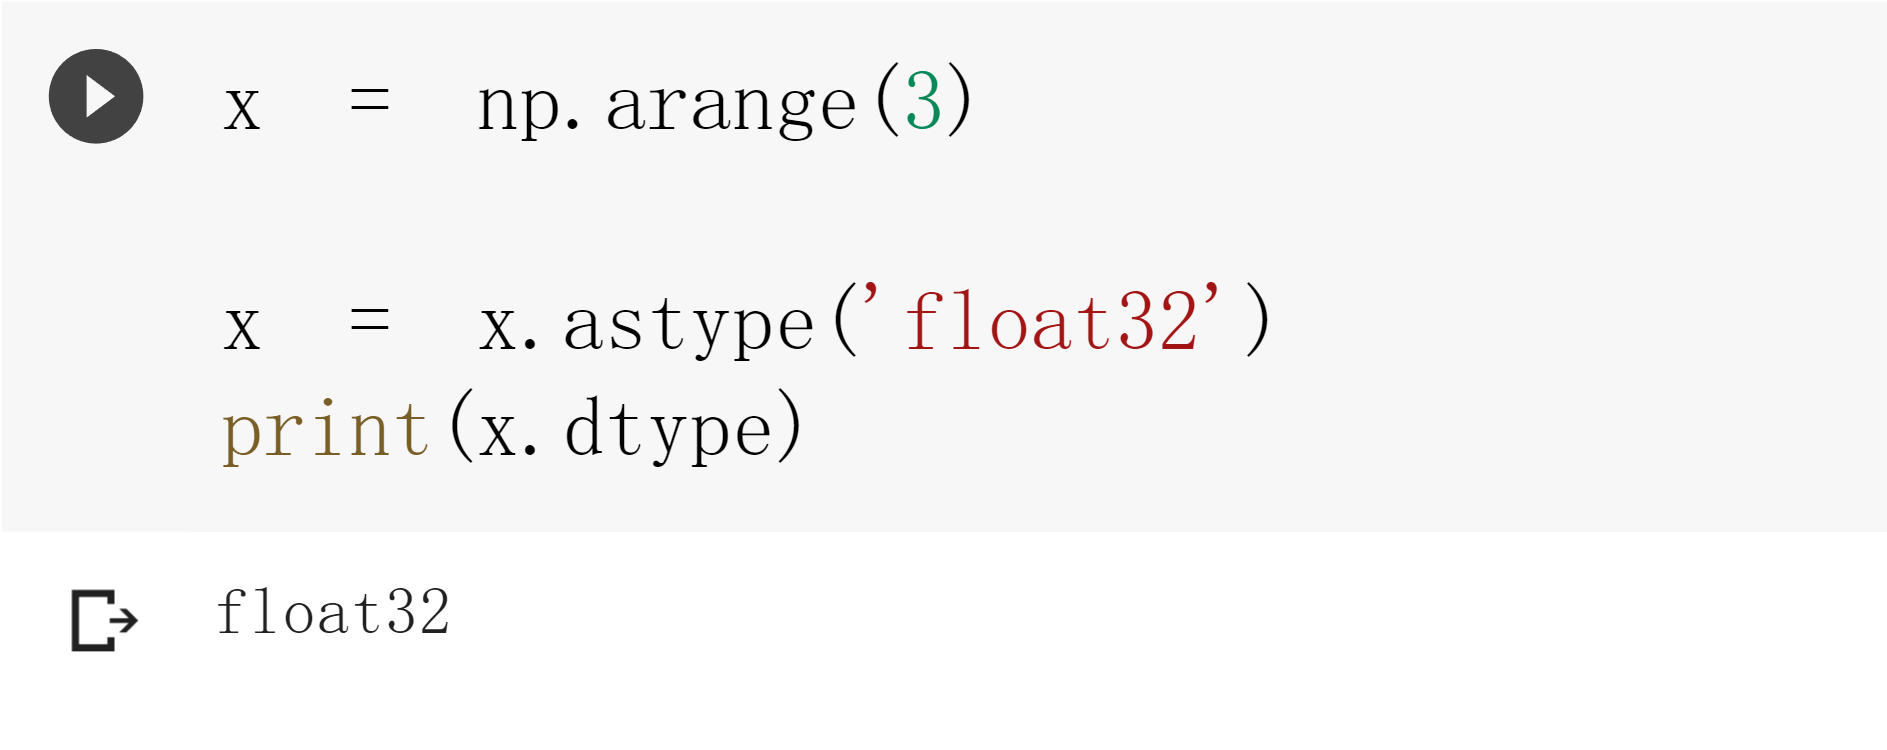 x = np.arange(3)
x = x.astype('float32')
print(x.dtype)
float32